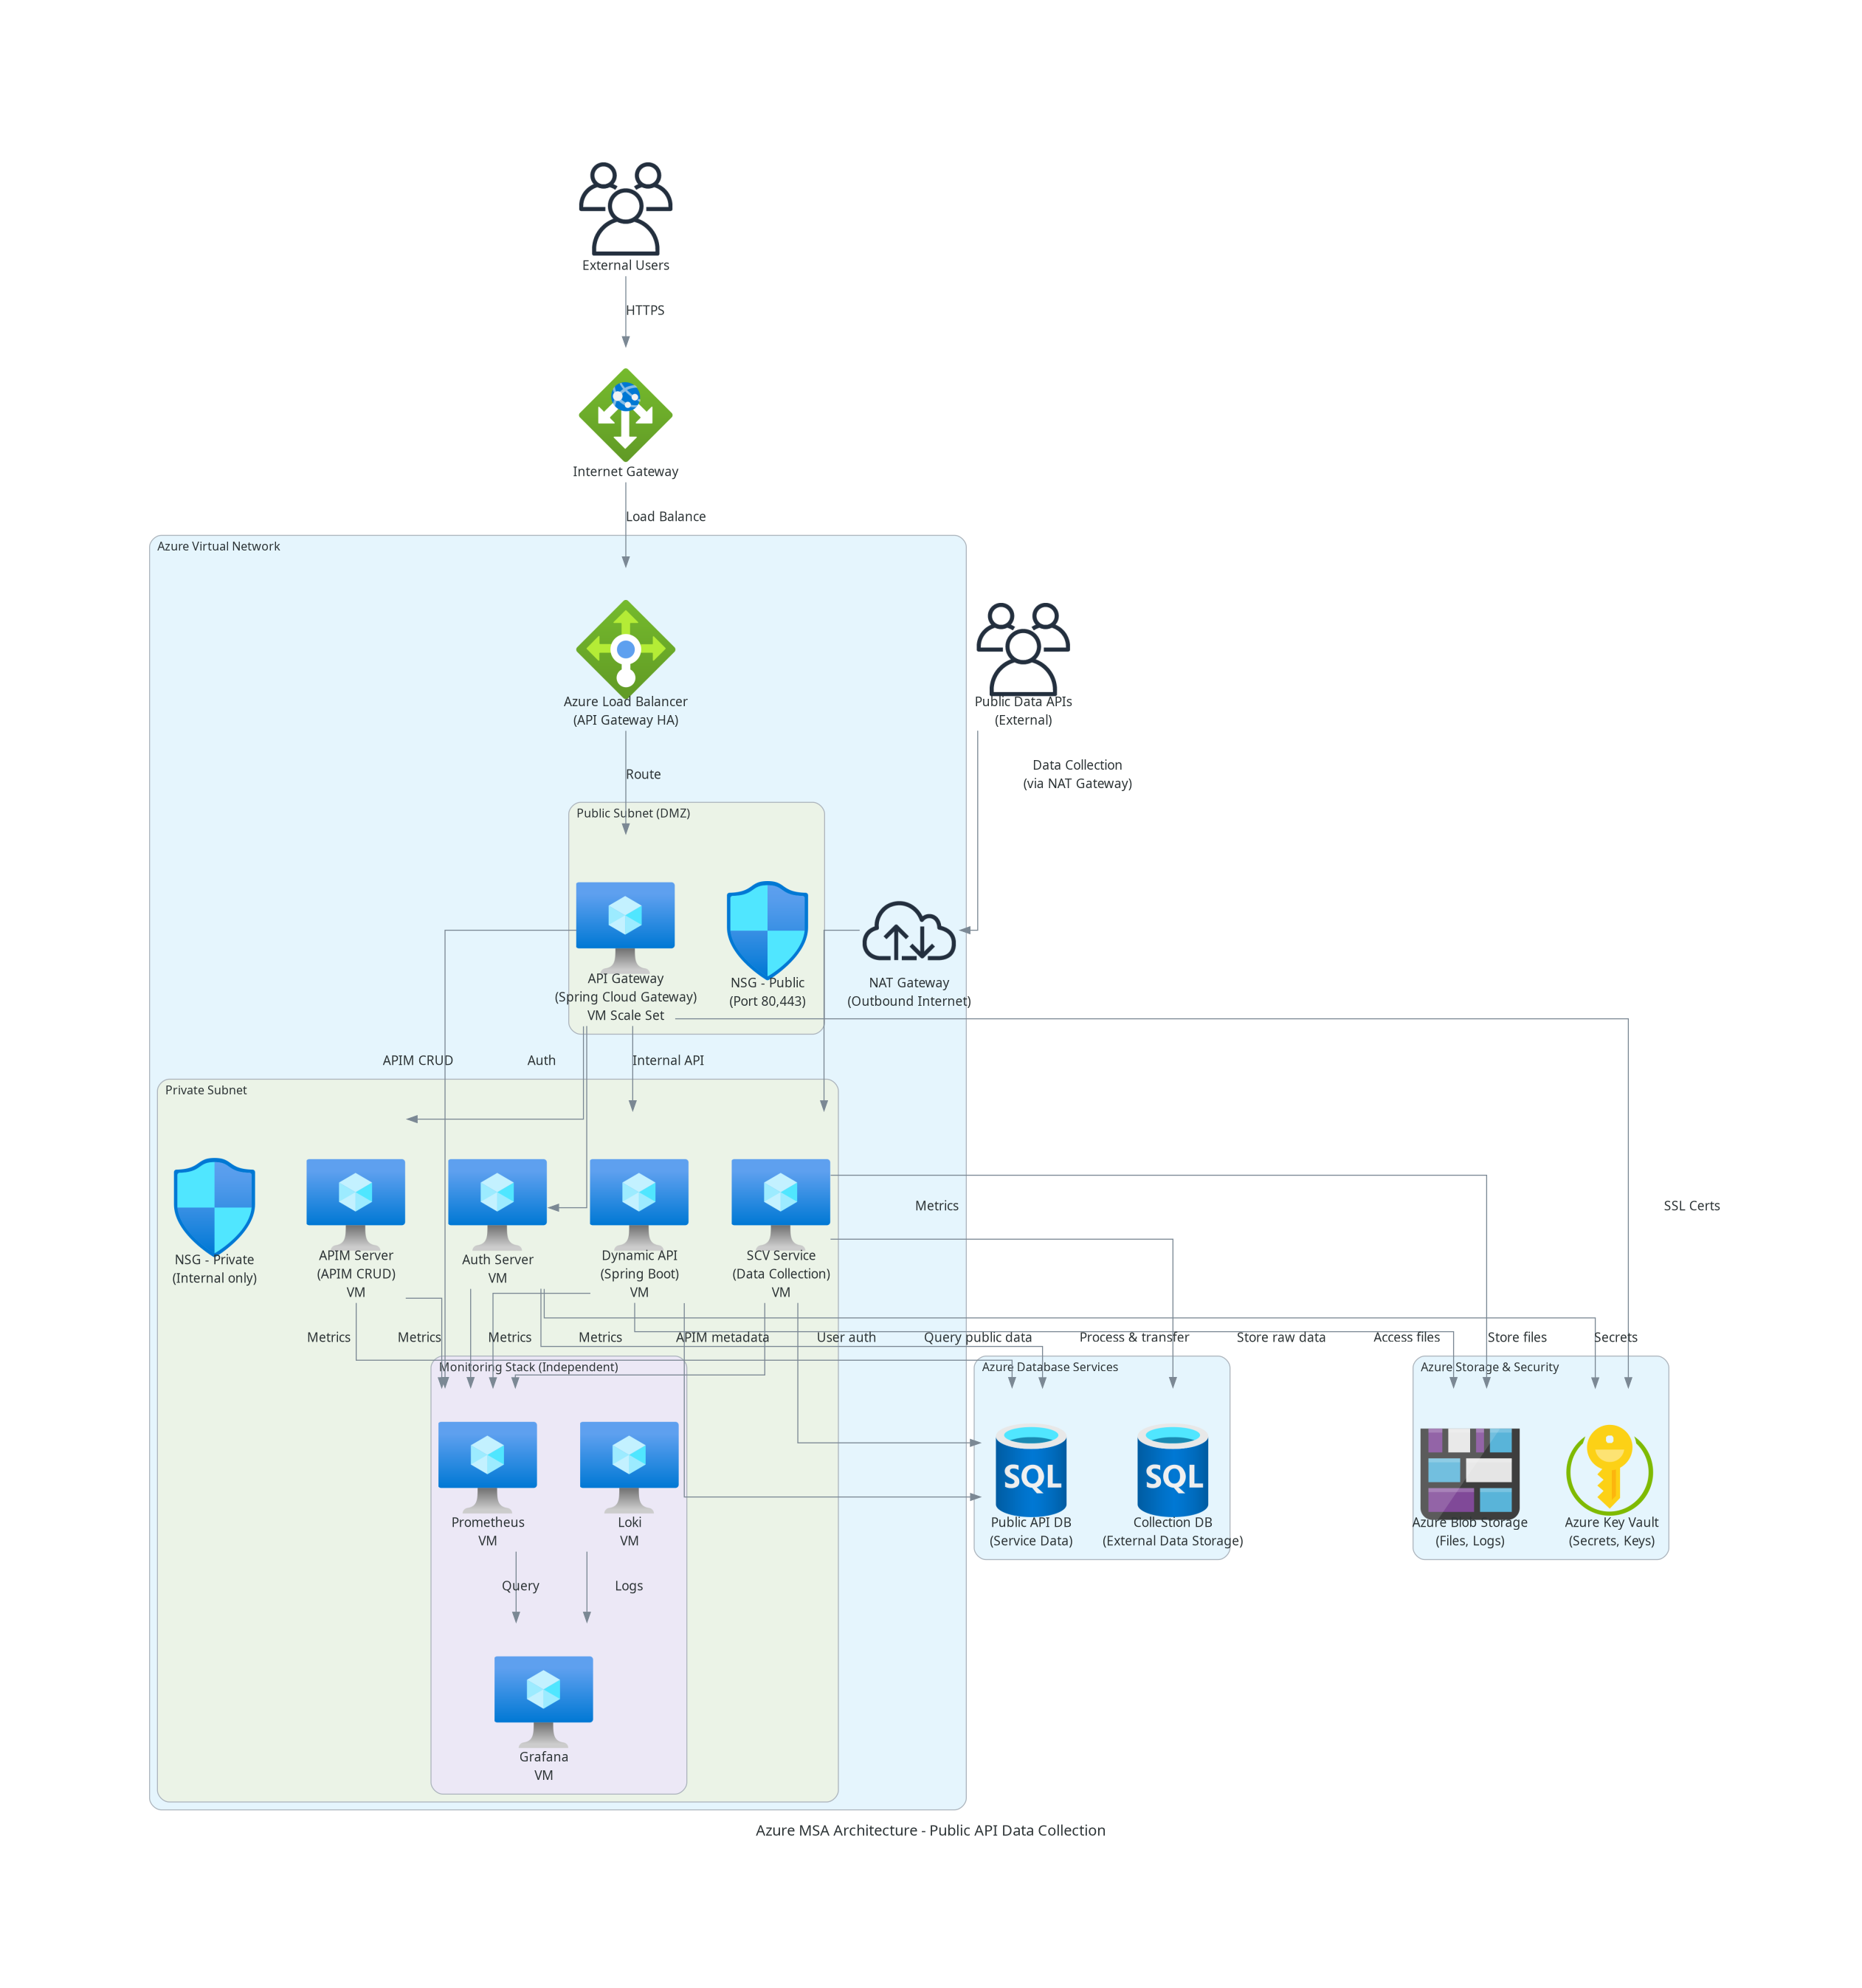 External Users
HTTPS
Internet Gateway
Load Balance
Azure Virtual Network
Azure Load Balancer
(API Gateway HA)
Public Data APIs
(External)
Route
Data Collection
(via NAT Gateway)
Public Subnet (DMZ)
API Gateway
(Spring Cloud Gateway)
VM Scale Set
NSG - Public
(Port 80,443)
NAT Gateway
(Outbound Internet)
APIM CRUD
Auth
Internal API
Private Subnet
NSG - Private
(Internal only)
APIM Server
(APIM CRUD)
VM
Auth Server
VM
Dynamic API
(Spring Boot)
VM
SCV Service
(Data Collection)
VM
Metrics
SSL Certs
Metrics
Metrics
Metrics
Metrics
APIM metadata
User auth
Query public data
Process & transfer
Store raw data
Access files
Store files
Secrets
Monitoring Stack (Independent)
Azure Database Services
Azure Storage & Security
SQL
SQL
Prometheus
VM
Loki
VM
Public API DB
(Service Data)
Collection DB
(External Data Storage)
Azure Blob Storage
(Files, Logs)
Azure Key Vault
(Secrets, Keys)
Query
Logs
Grafana
VM
Azure MSA Architecture - Public API Data Collection